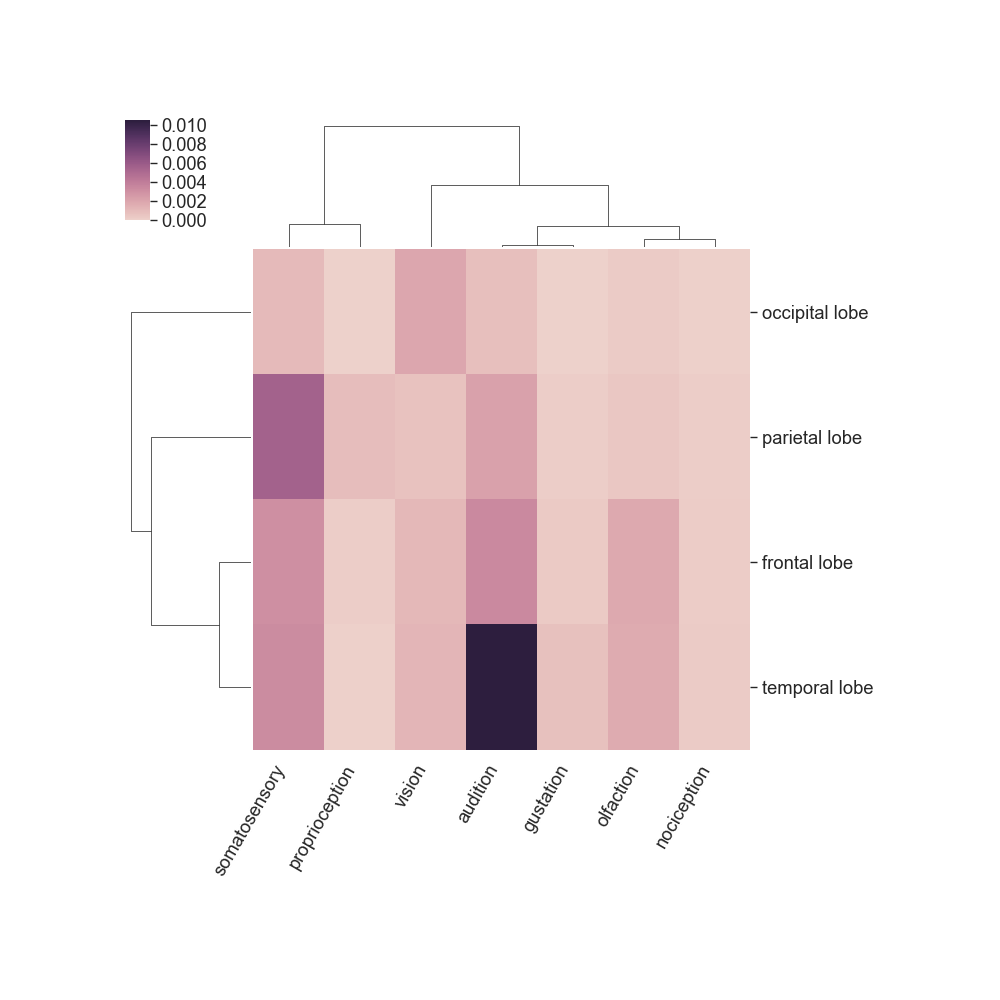 0.010
0.008
0.006
0.004
0.002
0.000
occipital lobe
parietal lobe
frontal lobe
temporal lobe
somatosensory
proprioception
vision
audition
gustation
olfaction
nociception